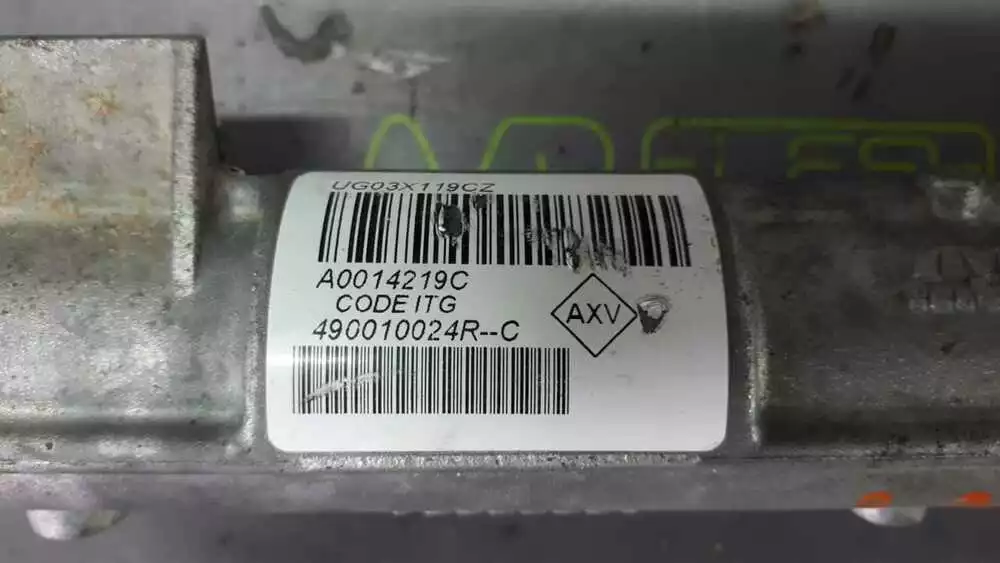 UG03X119CZ
A0014219C
CODE ITG
490010024R--C
AXV